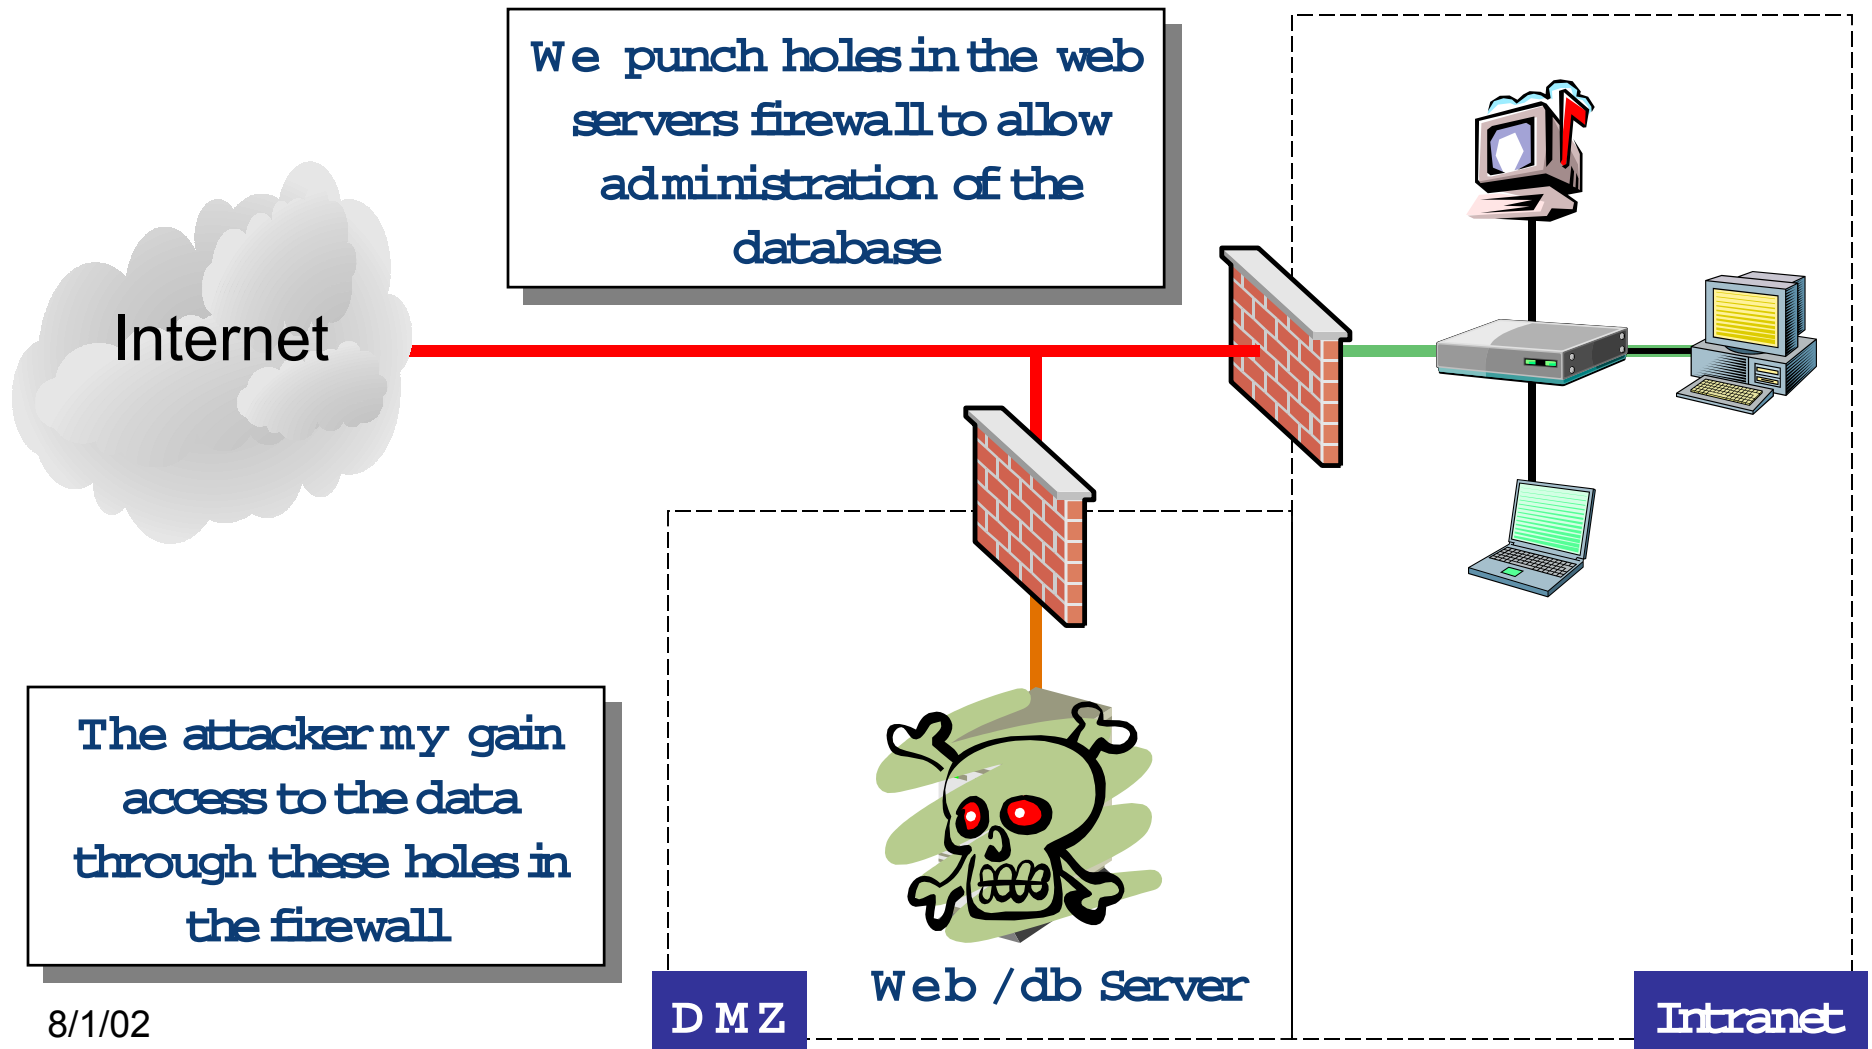 We punch holes in the web
servers firewall to allow
administration of the
database
Internet
The attacker my gain
access to the data
through these holes in
the firewall
Web /db Server
DMZ
Intranet
8/1/02